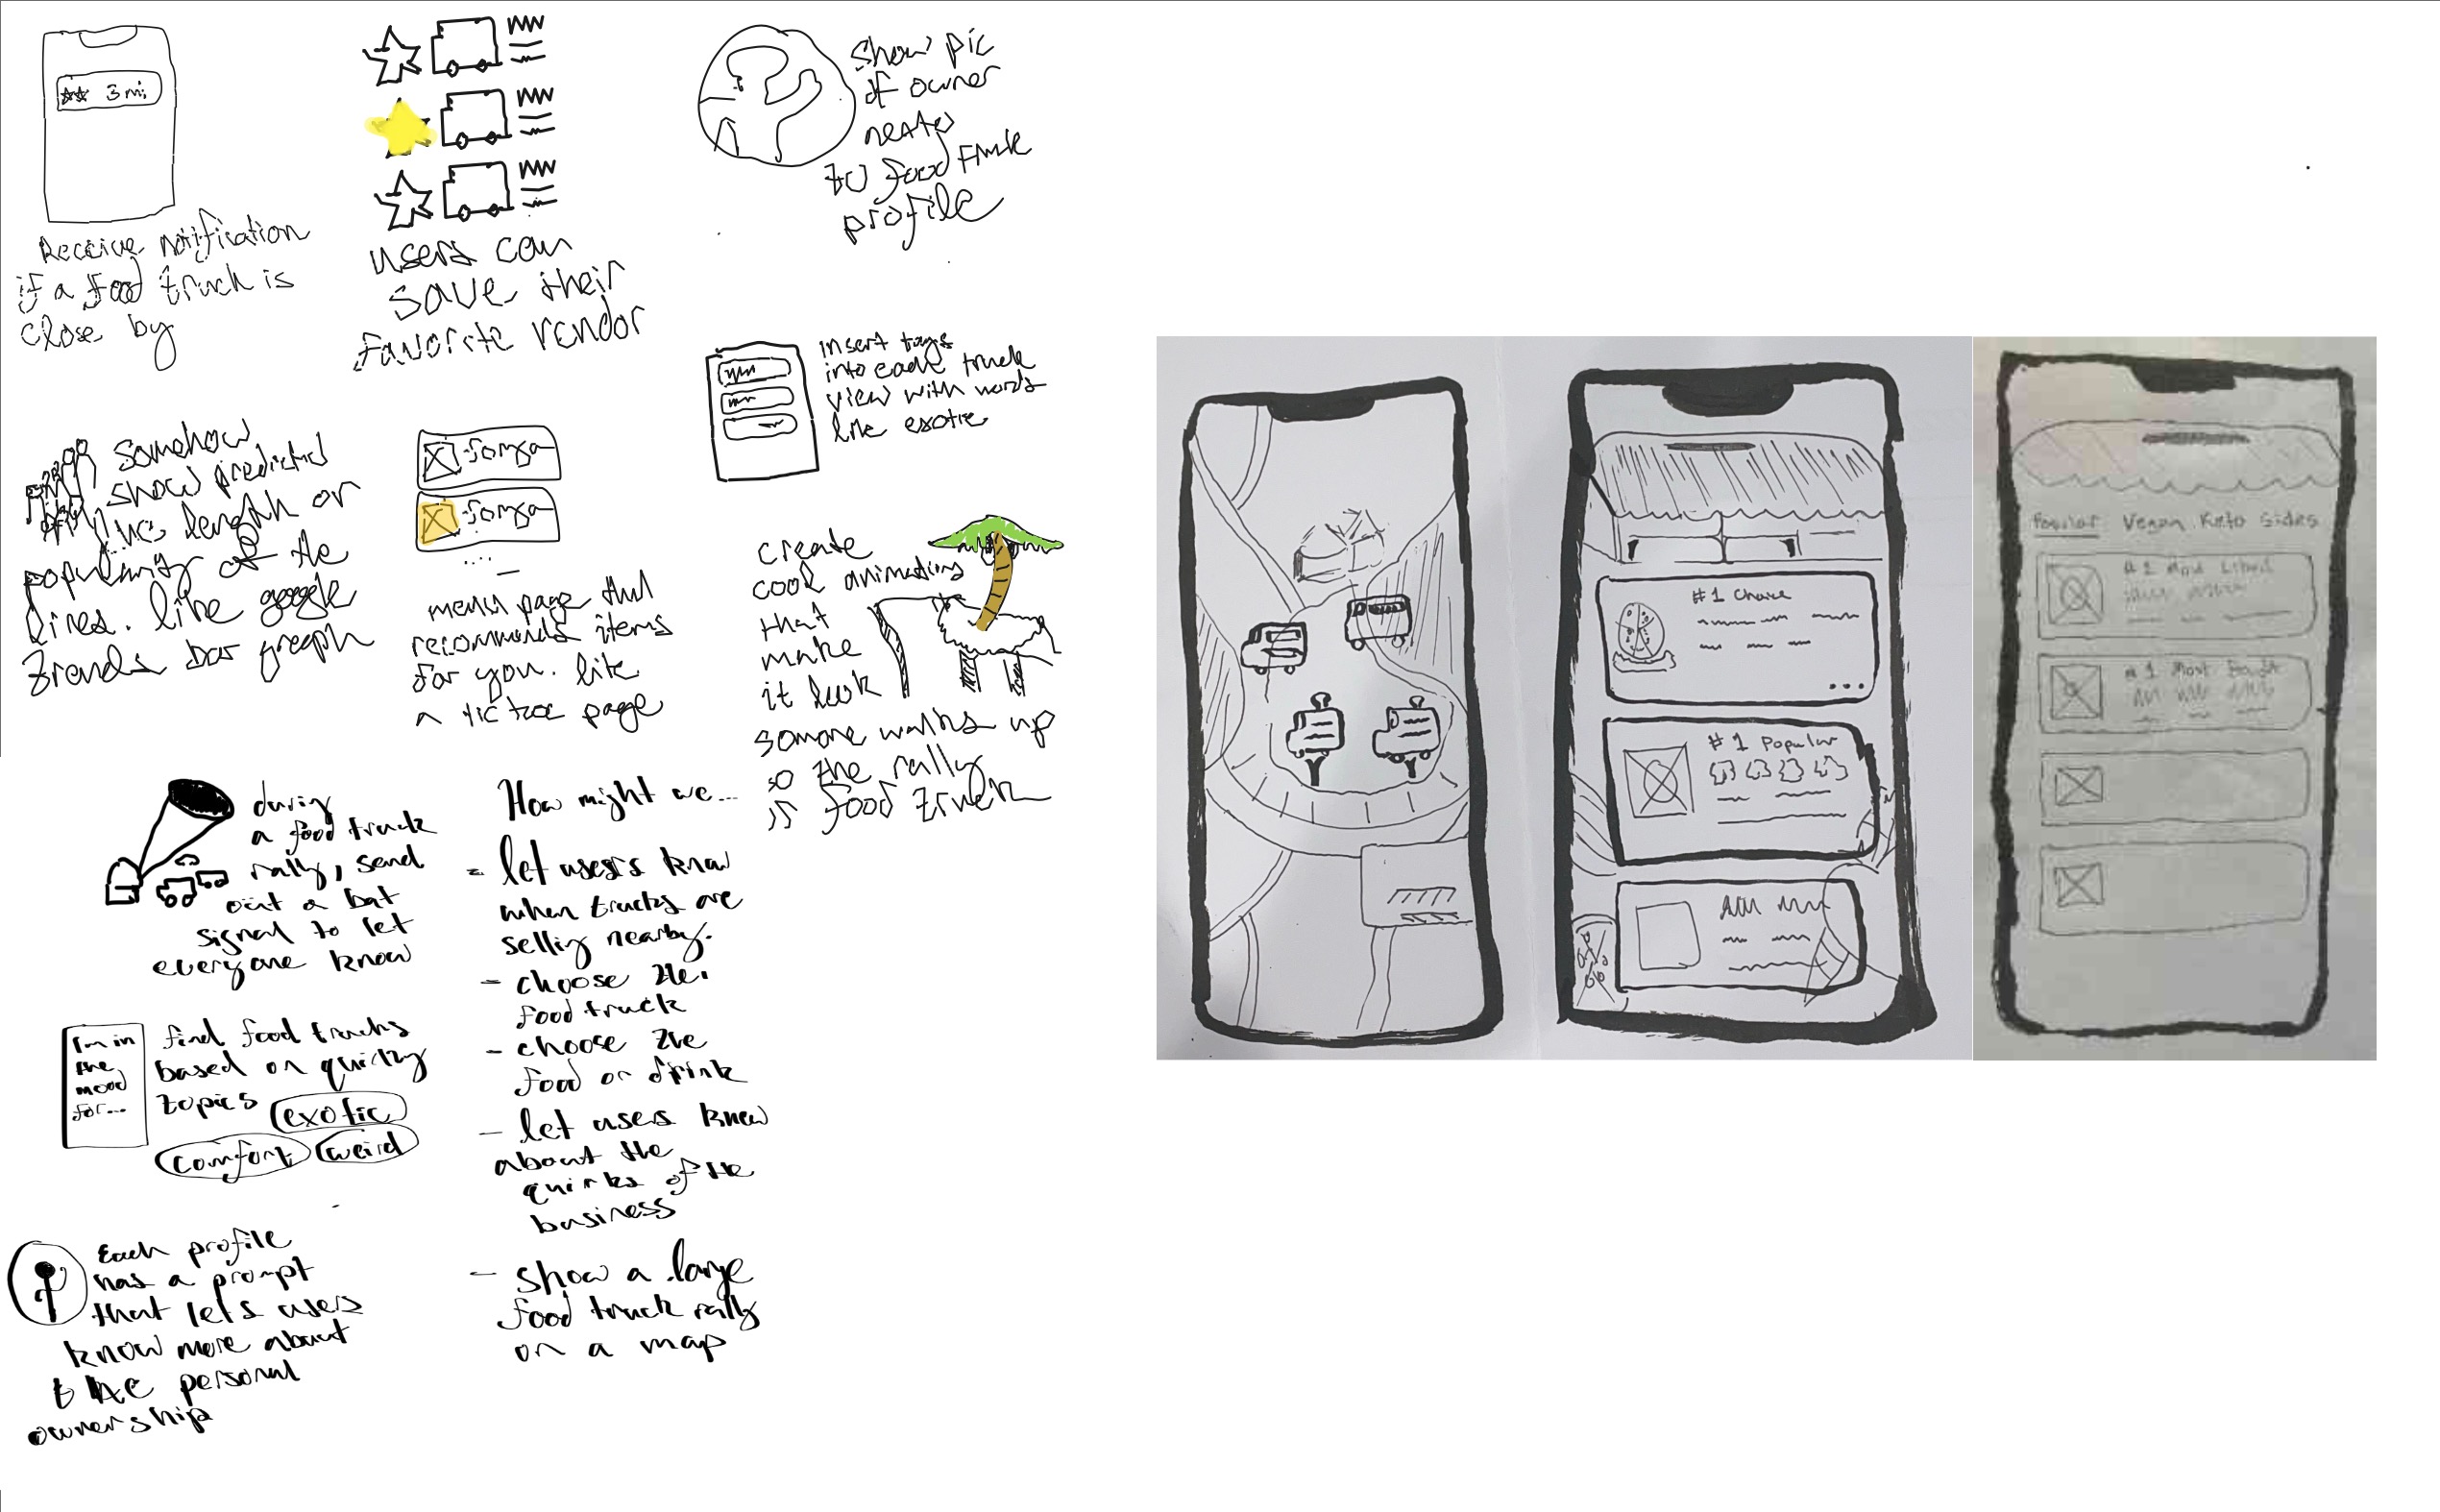 ★★ 3 mi
Receive notification
if a food truck is
close by
users can
save their
favorite vendor
show pic
of owner
next
to food truck
profile
insert tags
into each truck
view with words
like exotic
somehow
show predicted
line length or
popularity of the
lines. like google
trends bar graph
for you
for you
menu page that
recommends items
for you. like
a tic toc page
create
cool animations
that
make
it look
somone walks up
so the rally
is food truck
during
a food truck
rally, send
out a bat
signal to let
everyone know
I'm in
the
mood
for...
find food trucks
based on quirky
topics
exotic
comfort
weird
Each profile
has a prompt
that lets users
know more about
the personal
ownership
How might we...
- let users know
when trucks are
selling nearby.
- choose the
food truck
- choose the
food or drink
- let users know
about the
quirks of the
business
- show a large
food truck rally
on a map
#1 Choice
#1 Popular
Popular Vegan Keto Sides
#1 Most Liked
#1 Most Bought